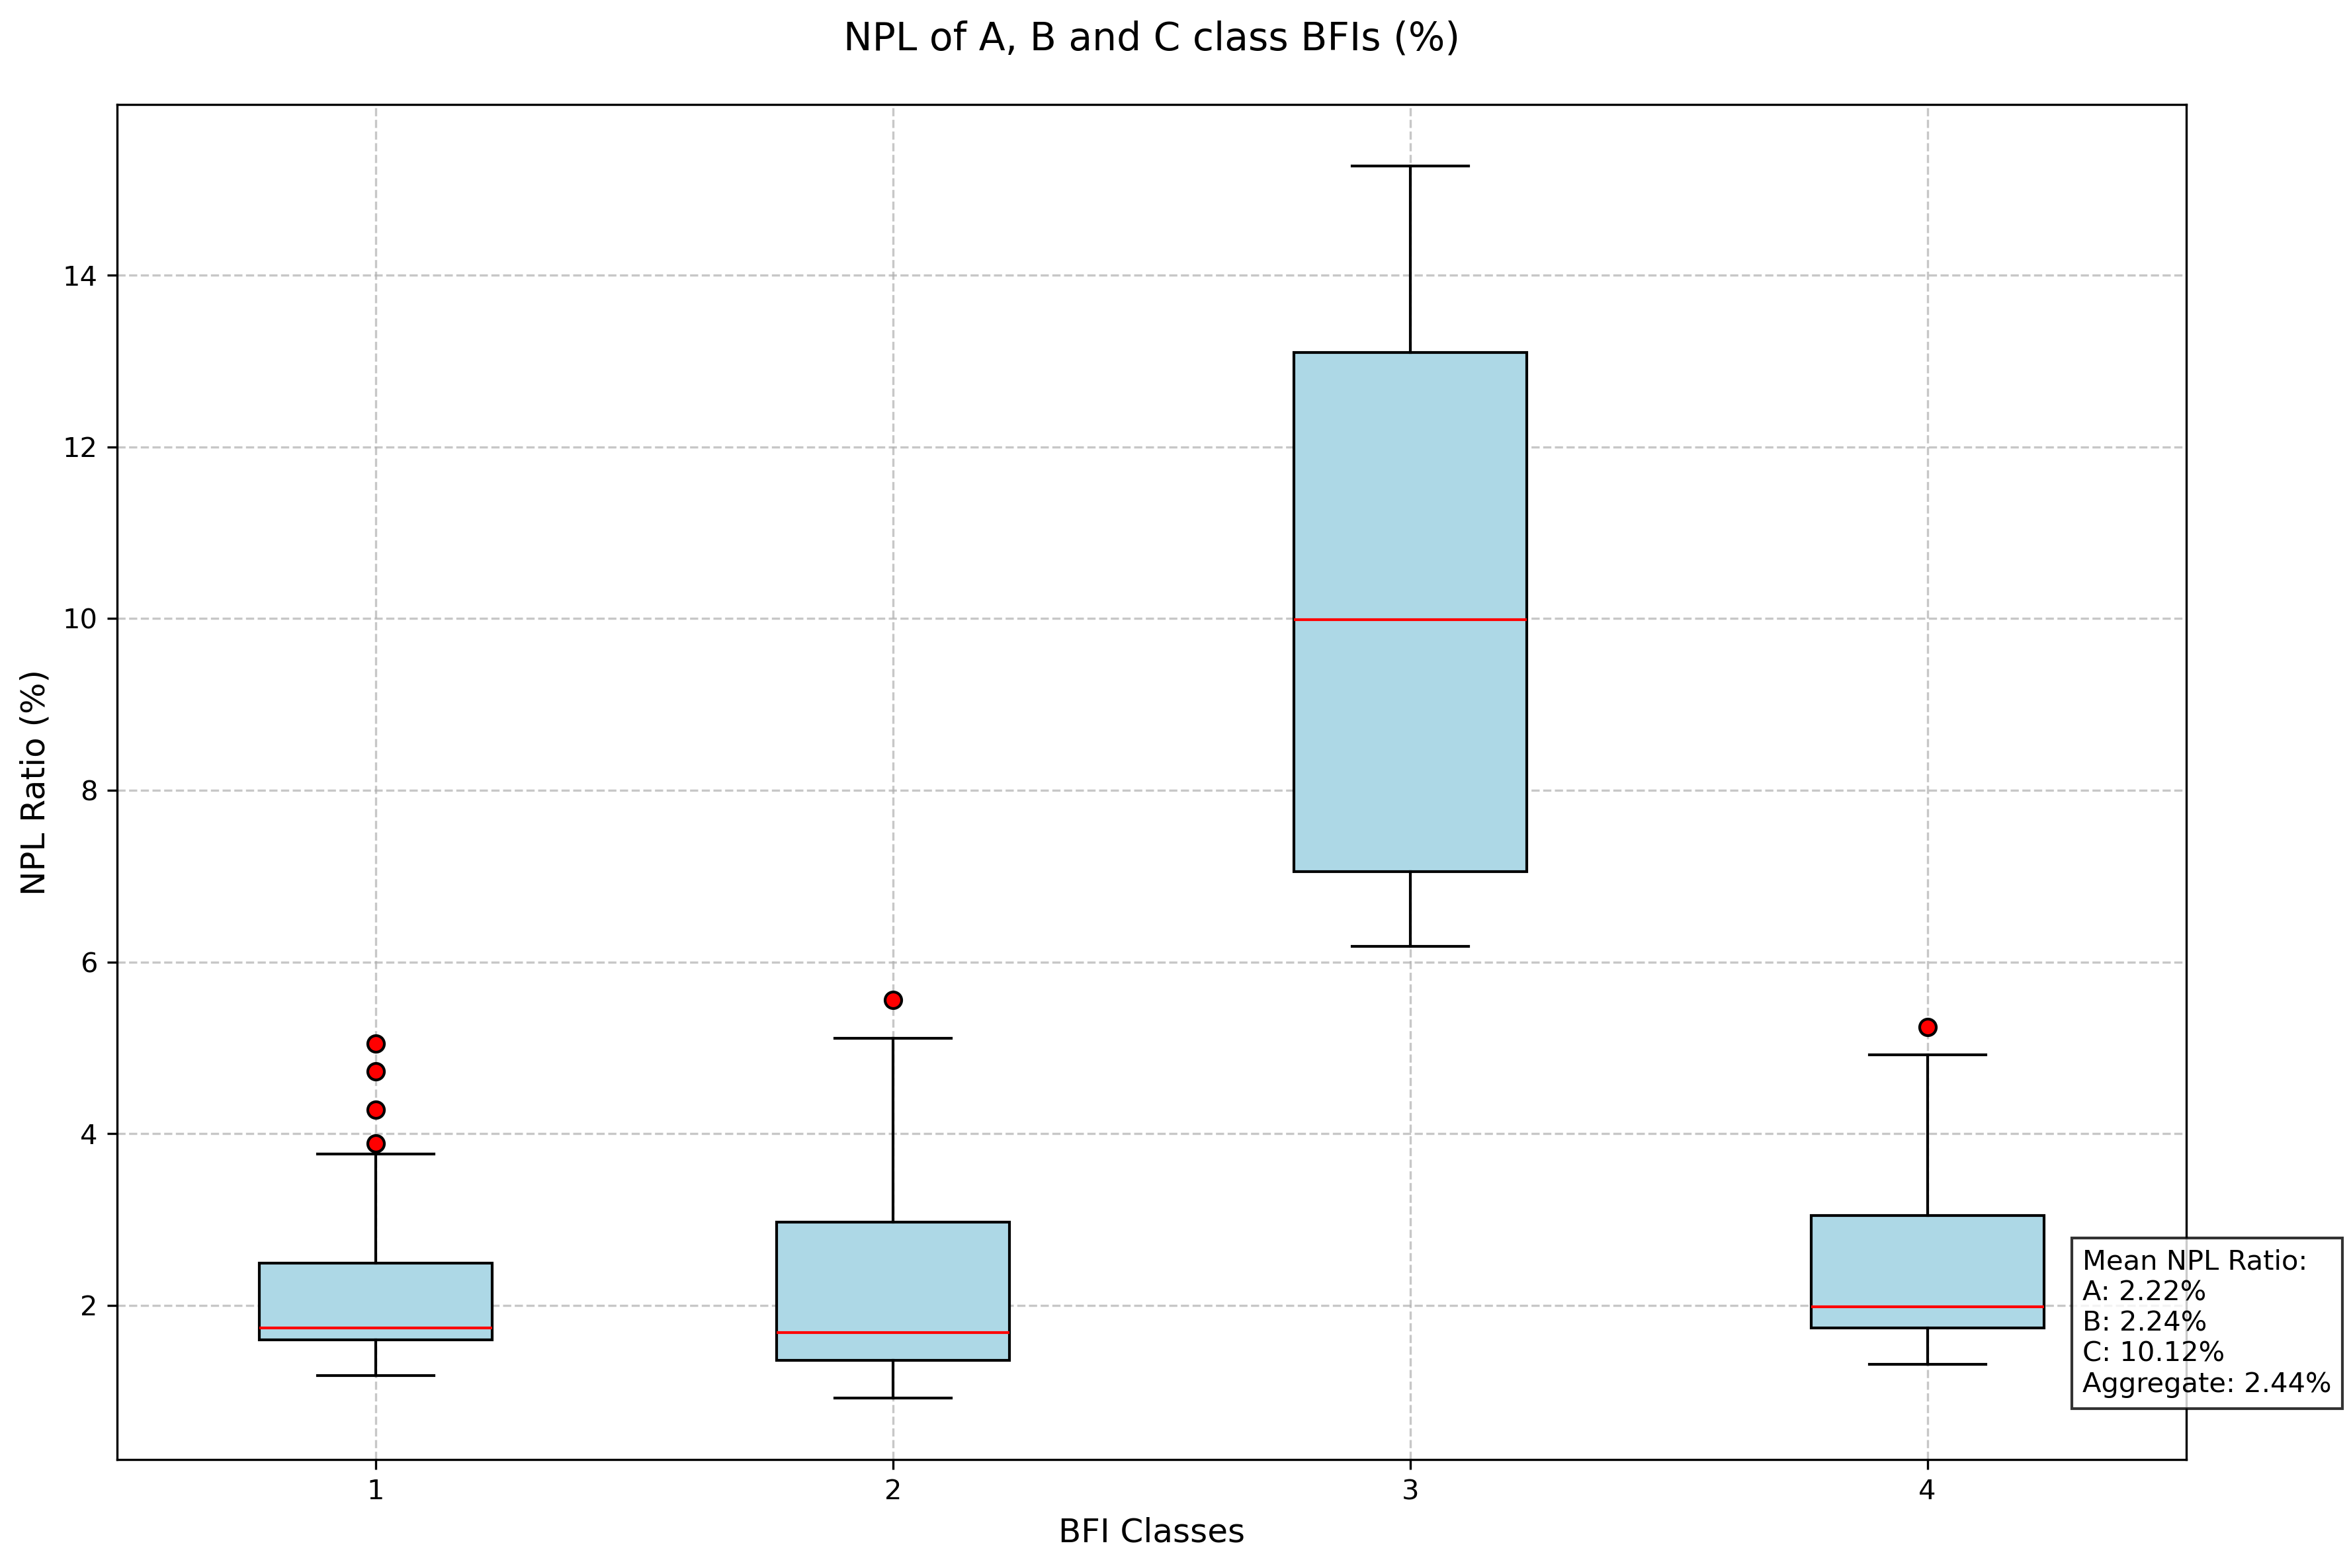 NPL of A, B and C class BFIs (%)
NPL Ratio (%)
14
12
10
8
6
4
2
Mean NPL Ratio:
A: 2.22%
B: 2.24%
C: 10.12%
Aggregate: 2.44%
1
2
3
4
BFI Classes